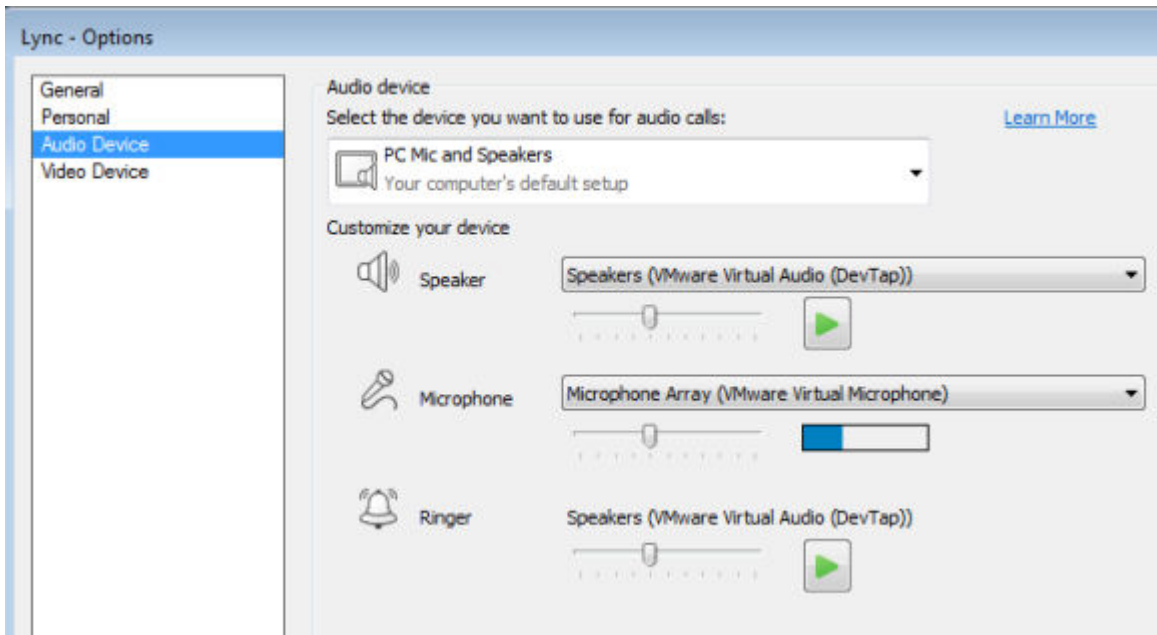 Lync - Options
General
Personal
Audio Device
Video Device
Audio device
Select the device you want to use for audio calls:
Learn More
PC Mic and Speakers
Your computer's default setup
Customize your device
Speaker
Speakers (VMware Virtual Audio (DevTap))
Microphone
Microphone Array (VMware Virtual Microphone)
Ringer
Speakers (VMware Virtual Audio (DevTap))